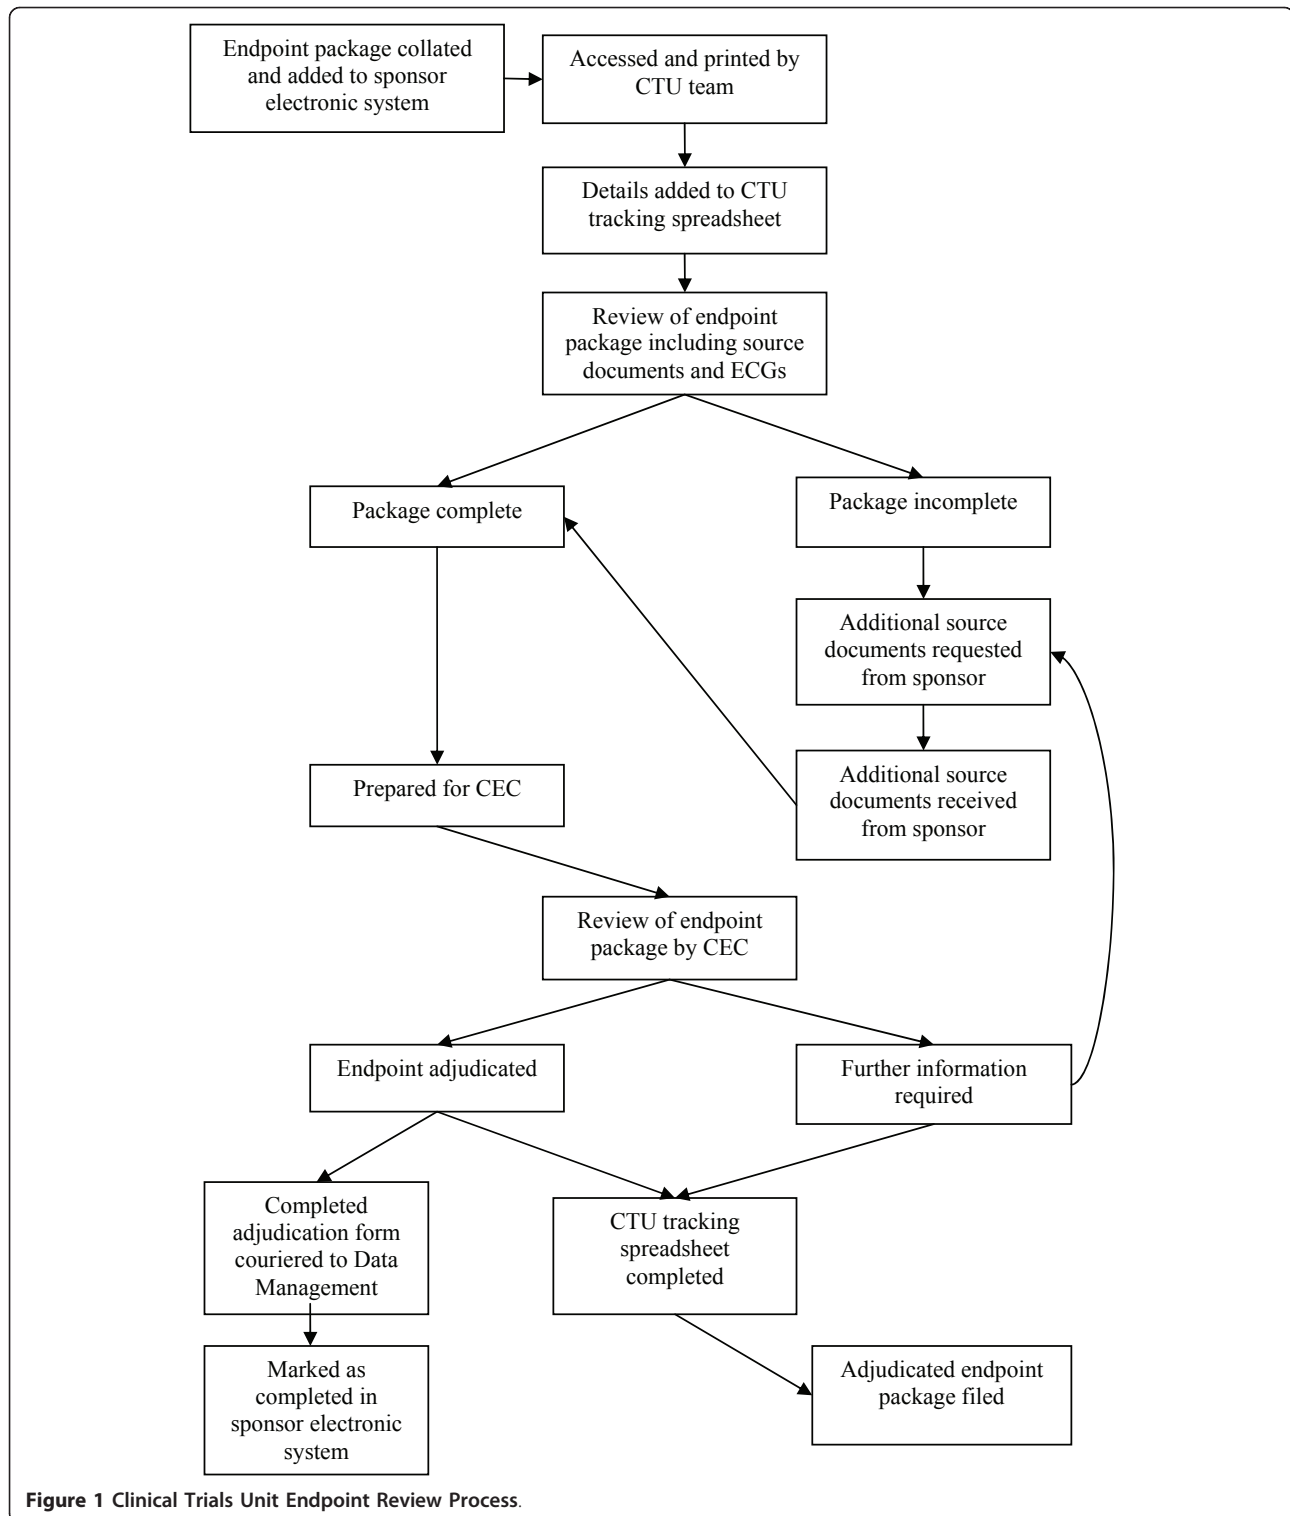 Endpoint package collated
and added to sponsor
electronic system
Accessed and printed by
CTU team
Details added to CTU
tracking spreadsheet
Review of endpoint
package including source
documents and ECGs
Package complete
Package incomplete
Additional source
documents requested
from sponsor
Additional source
documents received
from sponsor
Prepared for CEC
Review of endpoint
package by CEC
Endpoint adjudicated
Further information
required
Completed
adjudication form
couriered to Data
Management
CTU tracking
spreadsheet
completed
Marked as
completed in
sponsor electronic
system
Adjudicated endpoint
package filed
Figure 1 Clinical Trials Unit Endpoint Review Process.